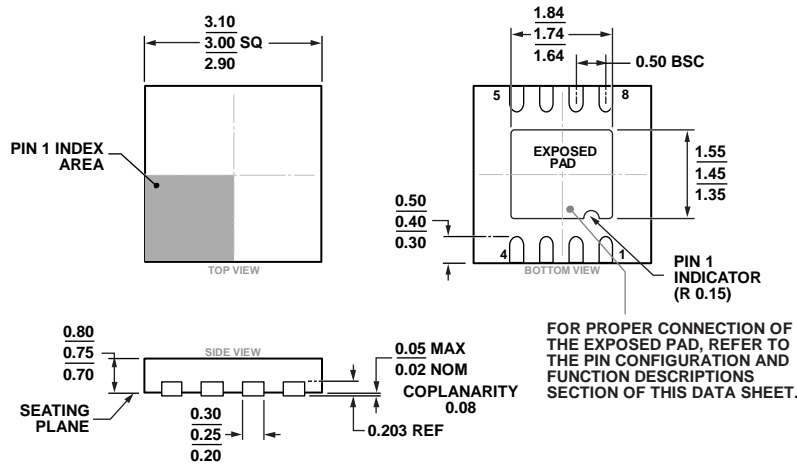 3.10
3.00 SQ
2.90
PIN 1 INDEX
AREA
TOP VIEW
1.84
1.74
1.64
0.50 BSC
5
8
EXPOSED
PAD
1.55
1.45
1.35
0.50
0.40
0.30
4
1
BOTTOM VIEW
PIN 1
INDICATOR
(R 0.15)
FOR PROPER CONNECTION OF
THE EXPOSED PAD, REFER TO
THE PIN CONFIGURATION AND
FUNCTION DESCRIPTIONS
SECTION OF THIS DATA SHEET.
0.80
0.75
0.70
SIDE VIEW
SEATING
PLANE
0.30
0.25
0.20
0.05 MAX
0.02 NOM
COPLANARITY
0.08
0.203 REF